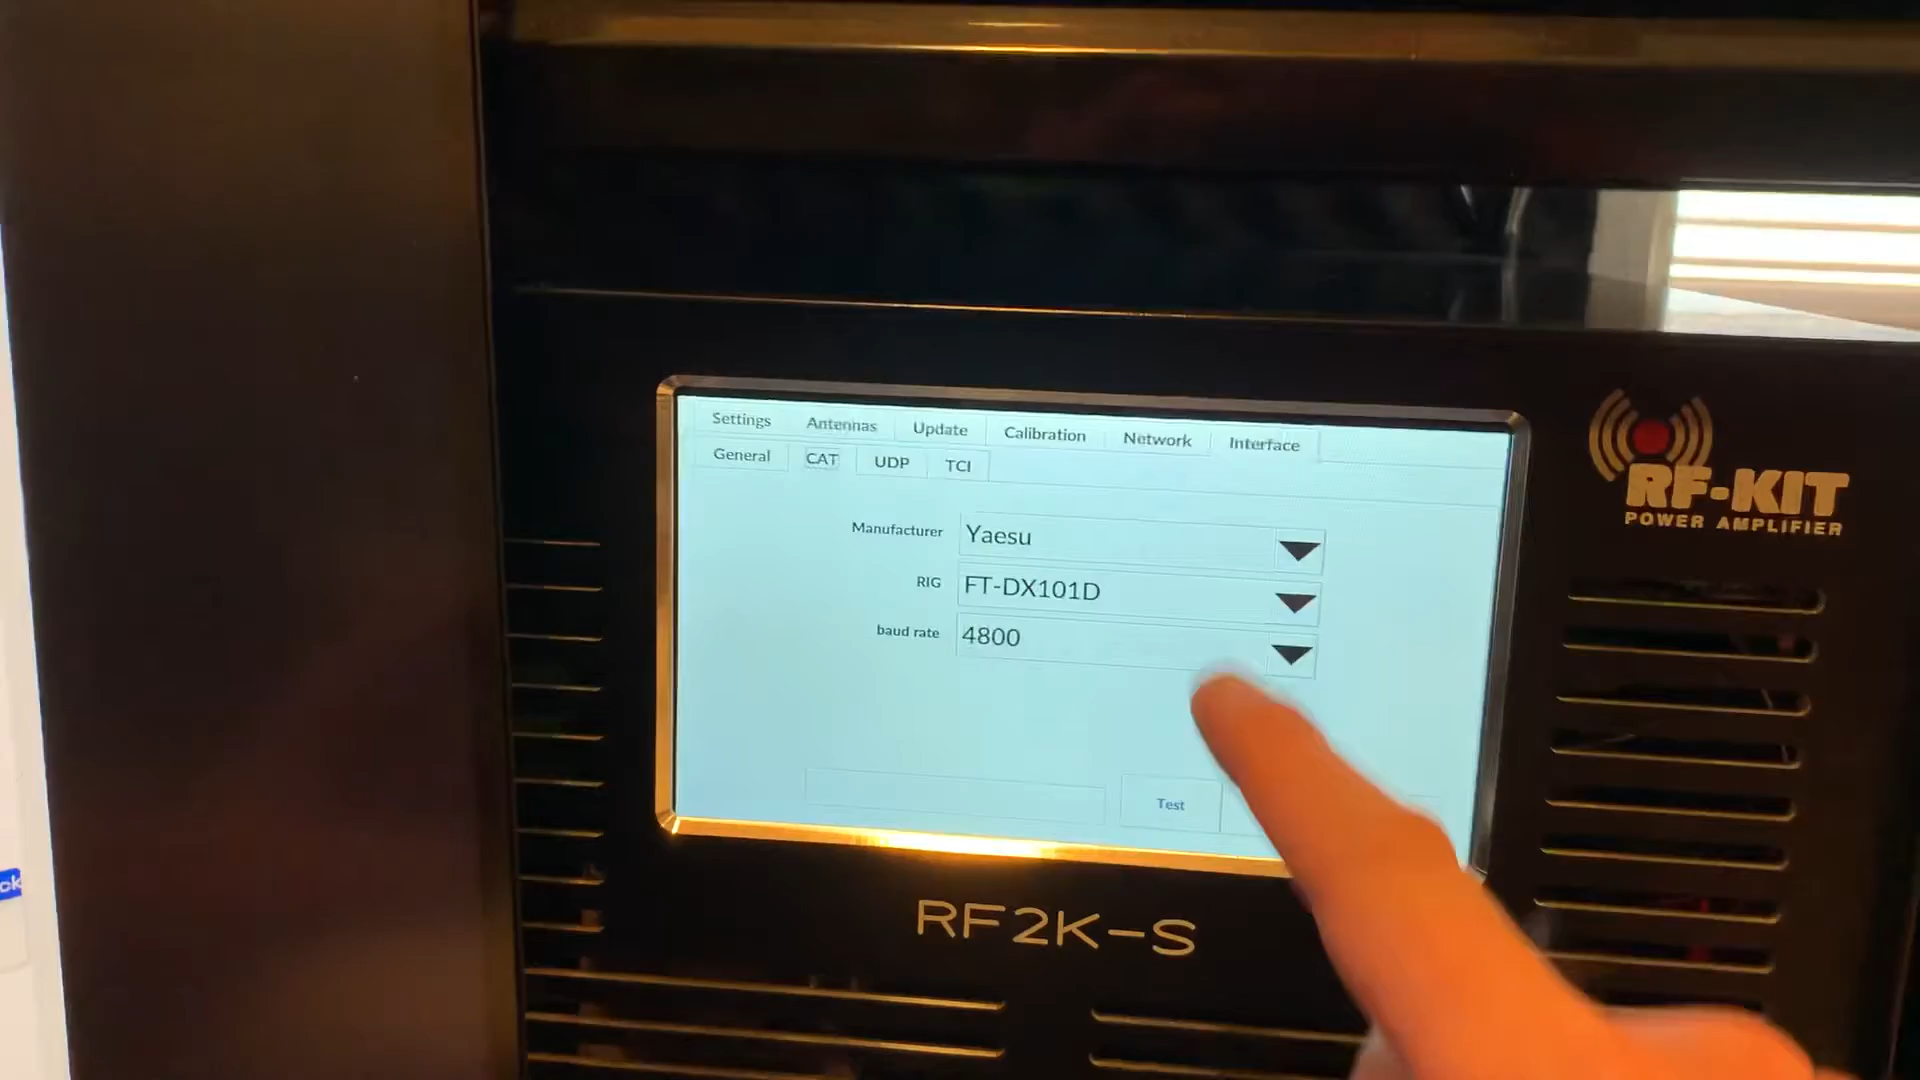 Settings Antennas Update Calibration Network Interface
General CAT UDP TCI
Manufacturer Yaesu
RIG FT-DX101D
baud rate 4800
Test
RF-KIT
POWER AMPLIFIER
RF2K-S
ck